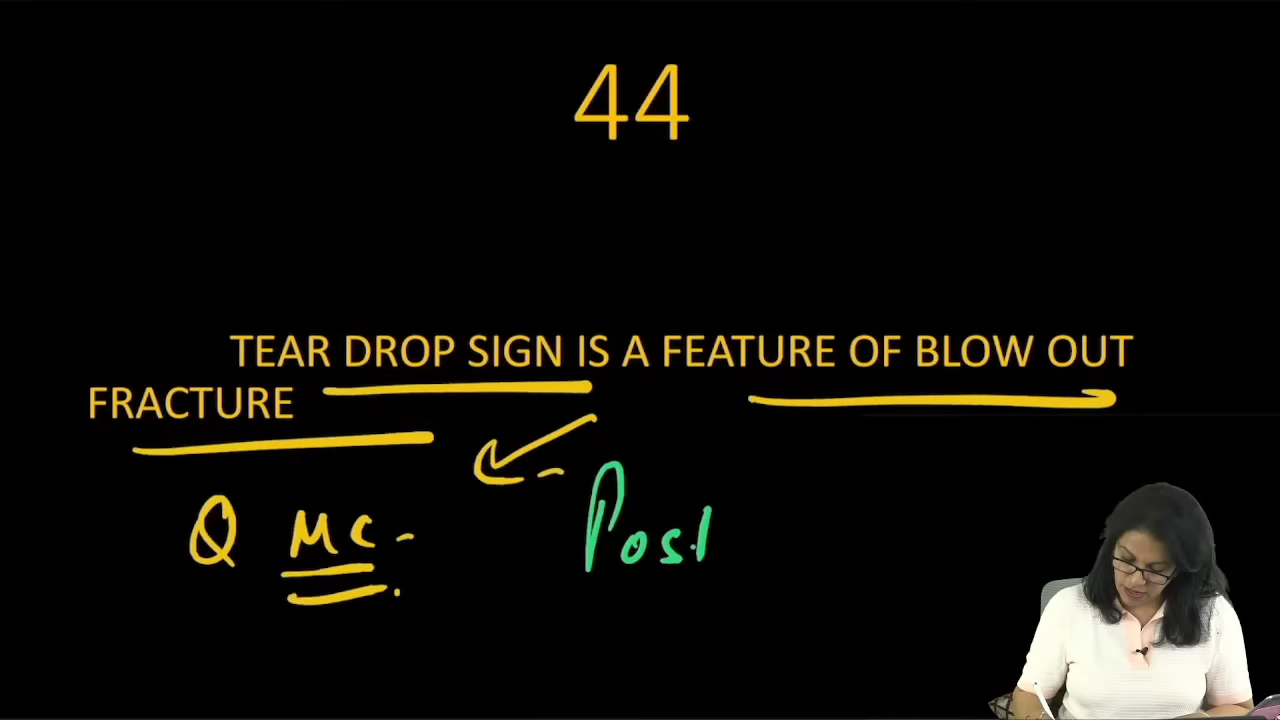 44
TEAR DROP SIGN IS A FEATURE OF BLOW OUT
FRACTURE
Q MC-
Post